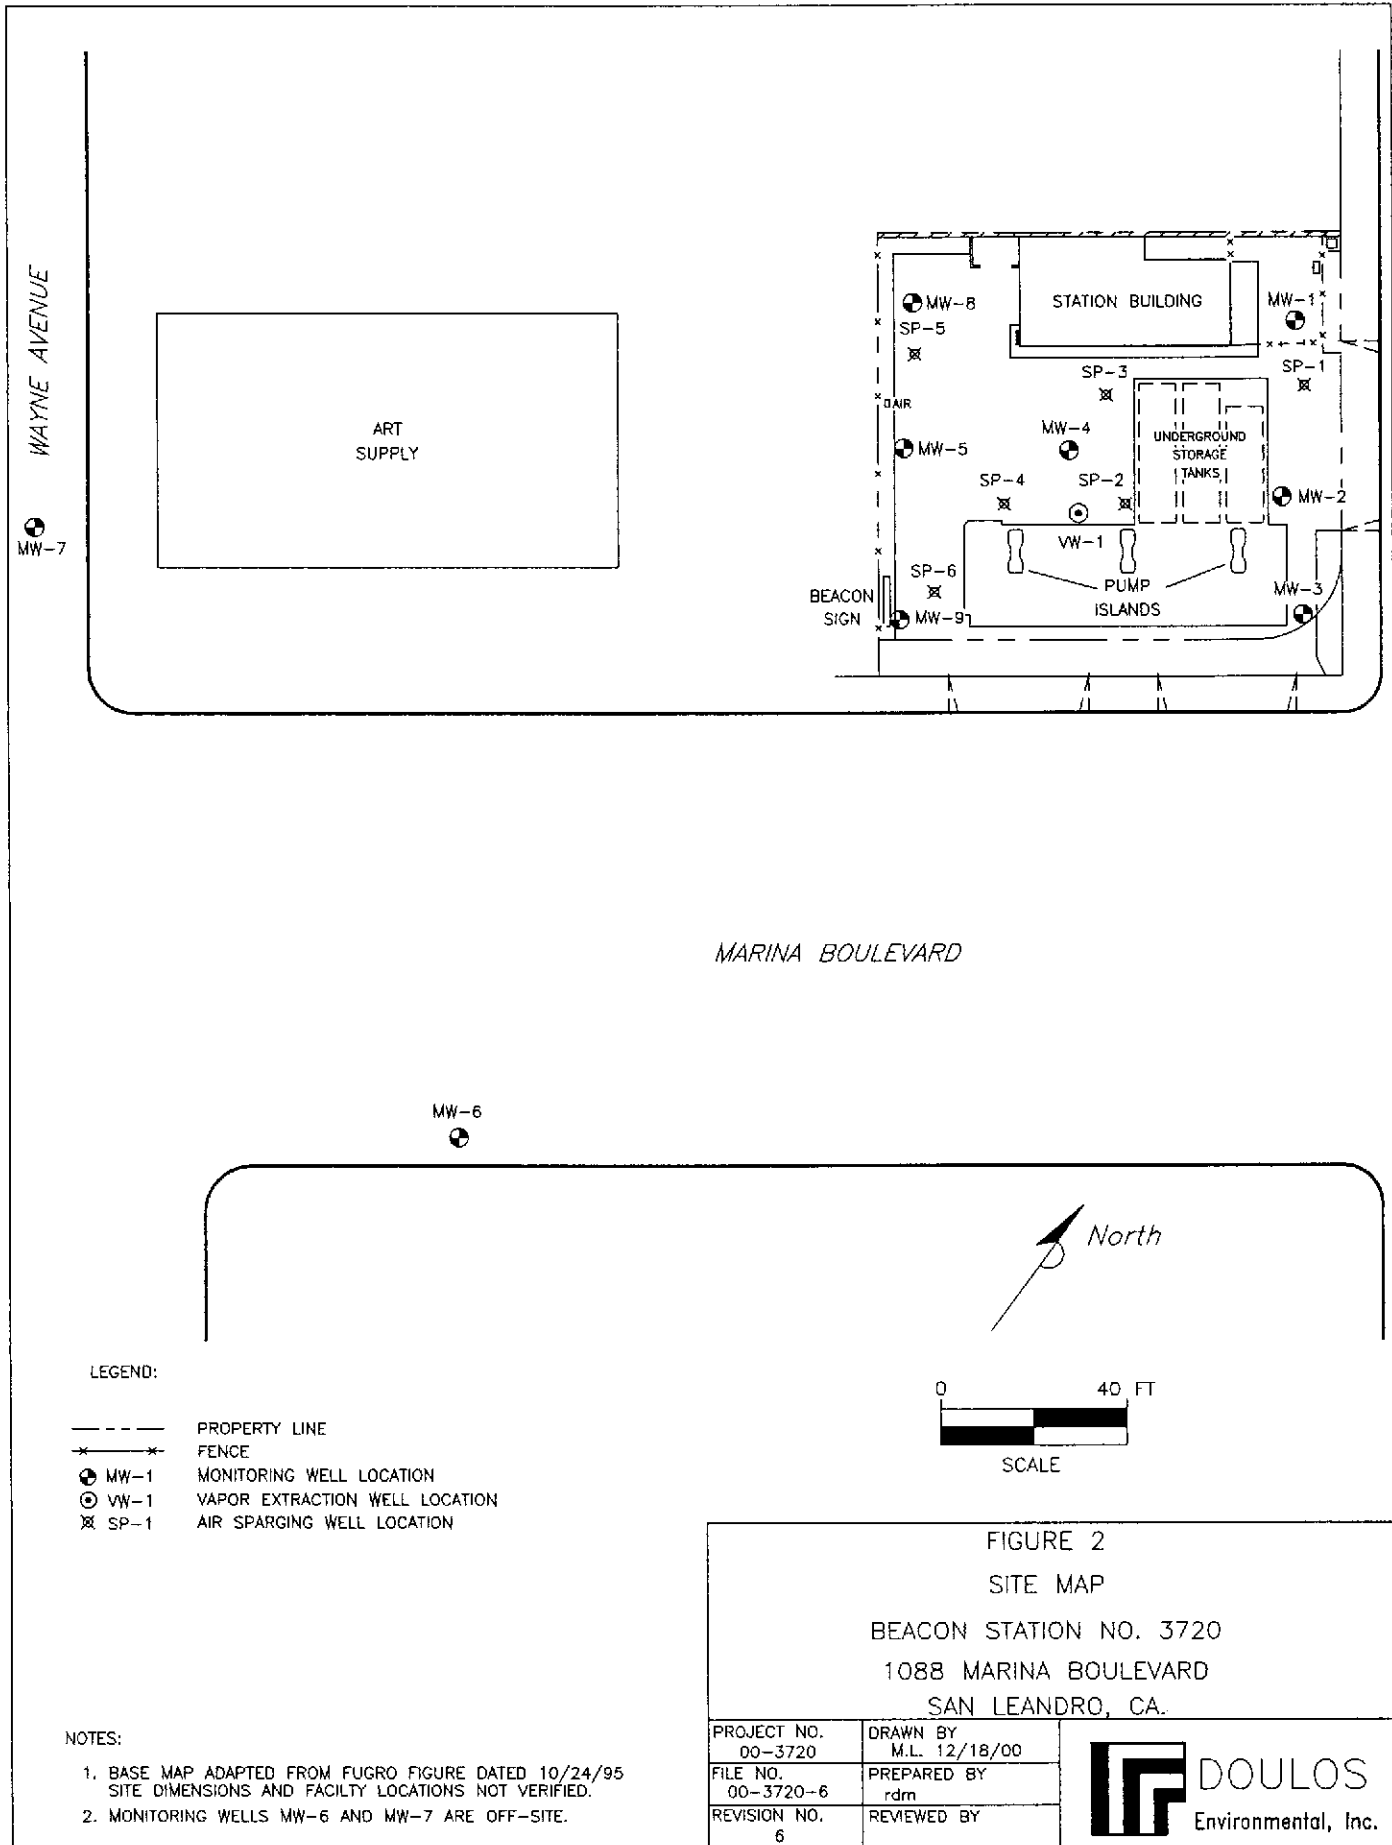 WAYNE AVENUE
MW-7
ART
SUPPLY
MW-8
SP-5
STATION BUILDING
MW-1
SP-3
SP-1
AIR
MW-5
MW-4
UNDERGROUND
STORAGE
TANKS
SP-4
SP-2
MW-2
VW-1
SP-6
PUMP
ISLANDS
MW-3
BEACON
SIGN
MW-9
MARINA BOULEVARD
MW-6
North
LEGEND:
PROPERTY LINE
FENCE
MW-1 MONITORING WELL LOCATION
VW-1 VAPOR EXTRACTION WELL LOCATION
SP-1 AIR SPARGING WELL LOCATION
0 40 FT
SCALE
FIGURE 2
SITE MAP
BEACON STATION NO. 3720
1088 MARINA BOULEVARD
SAN LEANDRO, CA.
NOTES:
1. BASE MAP ADAPTED FROM FUGRO FIGURE DATED 10/24/95
SITE DIMENSIONS AND FACILTY LOCATIONS NOT VERIFIED.
2. MONITORING WELLS MW-6 AND MW-7 ARE OFF-SITE.
PROJECT NO.
00-3720
DRAWN BY
M.L. 12/18/00
FILE NO.
00-3720-6
PREPARED BY
rdm
REVISION NO.
6
REVIEWED BY
DOULOS
Environmental, Inc.